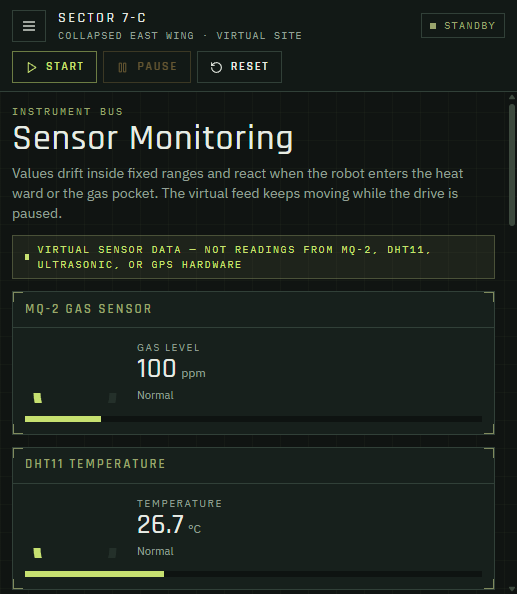 SECTOR 7-C
COLLAPSED EAST WING · VIRTUAL SITE
STANDBY
START
PAUSE
RESET
INSTRUMENT BUS
Sensor Monitoring
Values drift inside fixed ranges and react when the robot enters the heat
ward or the gas pocket. The virtual feed keeps moving while the drive is
paused.
VIRTUAL SENSOR DATA — NOT READINGS FROM MQ-2, DHT11,
ULTRASONIC, OR GPS HARDWARE
MQ-2 GAS SENSOR
GAS LEVEL
100 ppm
Normal
DHT11 TEMPERATURE
TEMPERATURE
26.7 °C
Normal